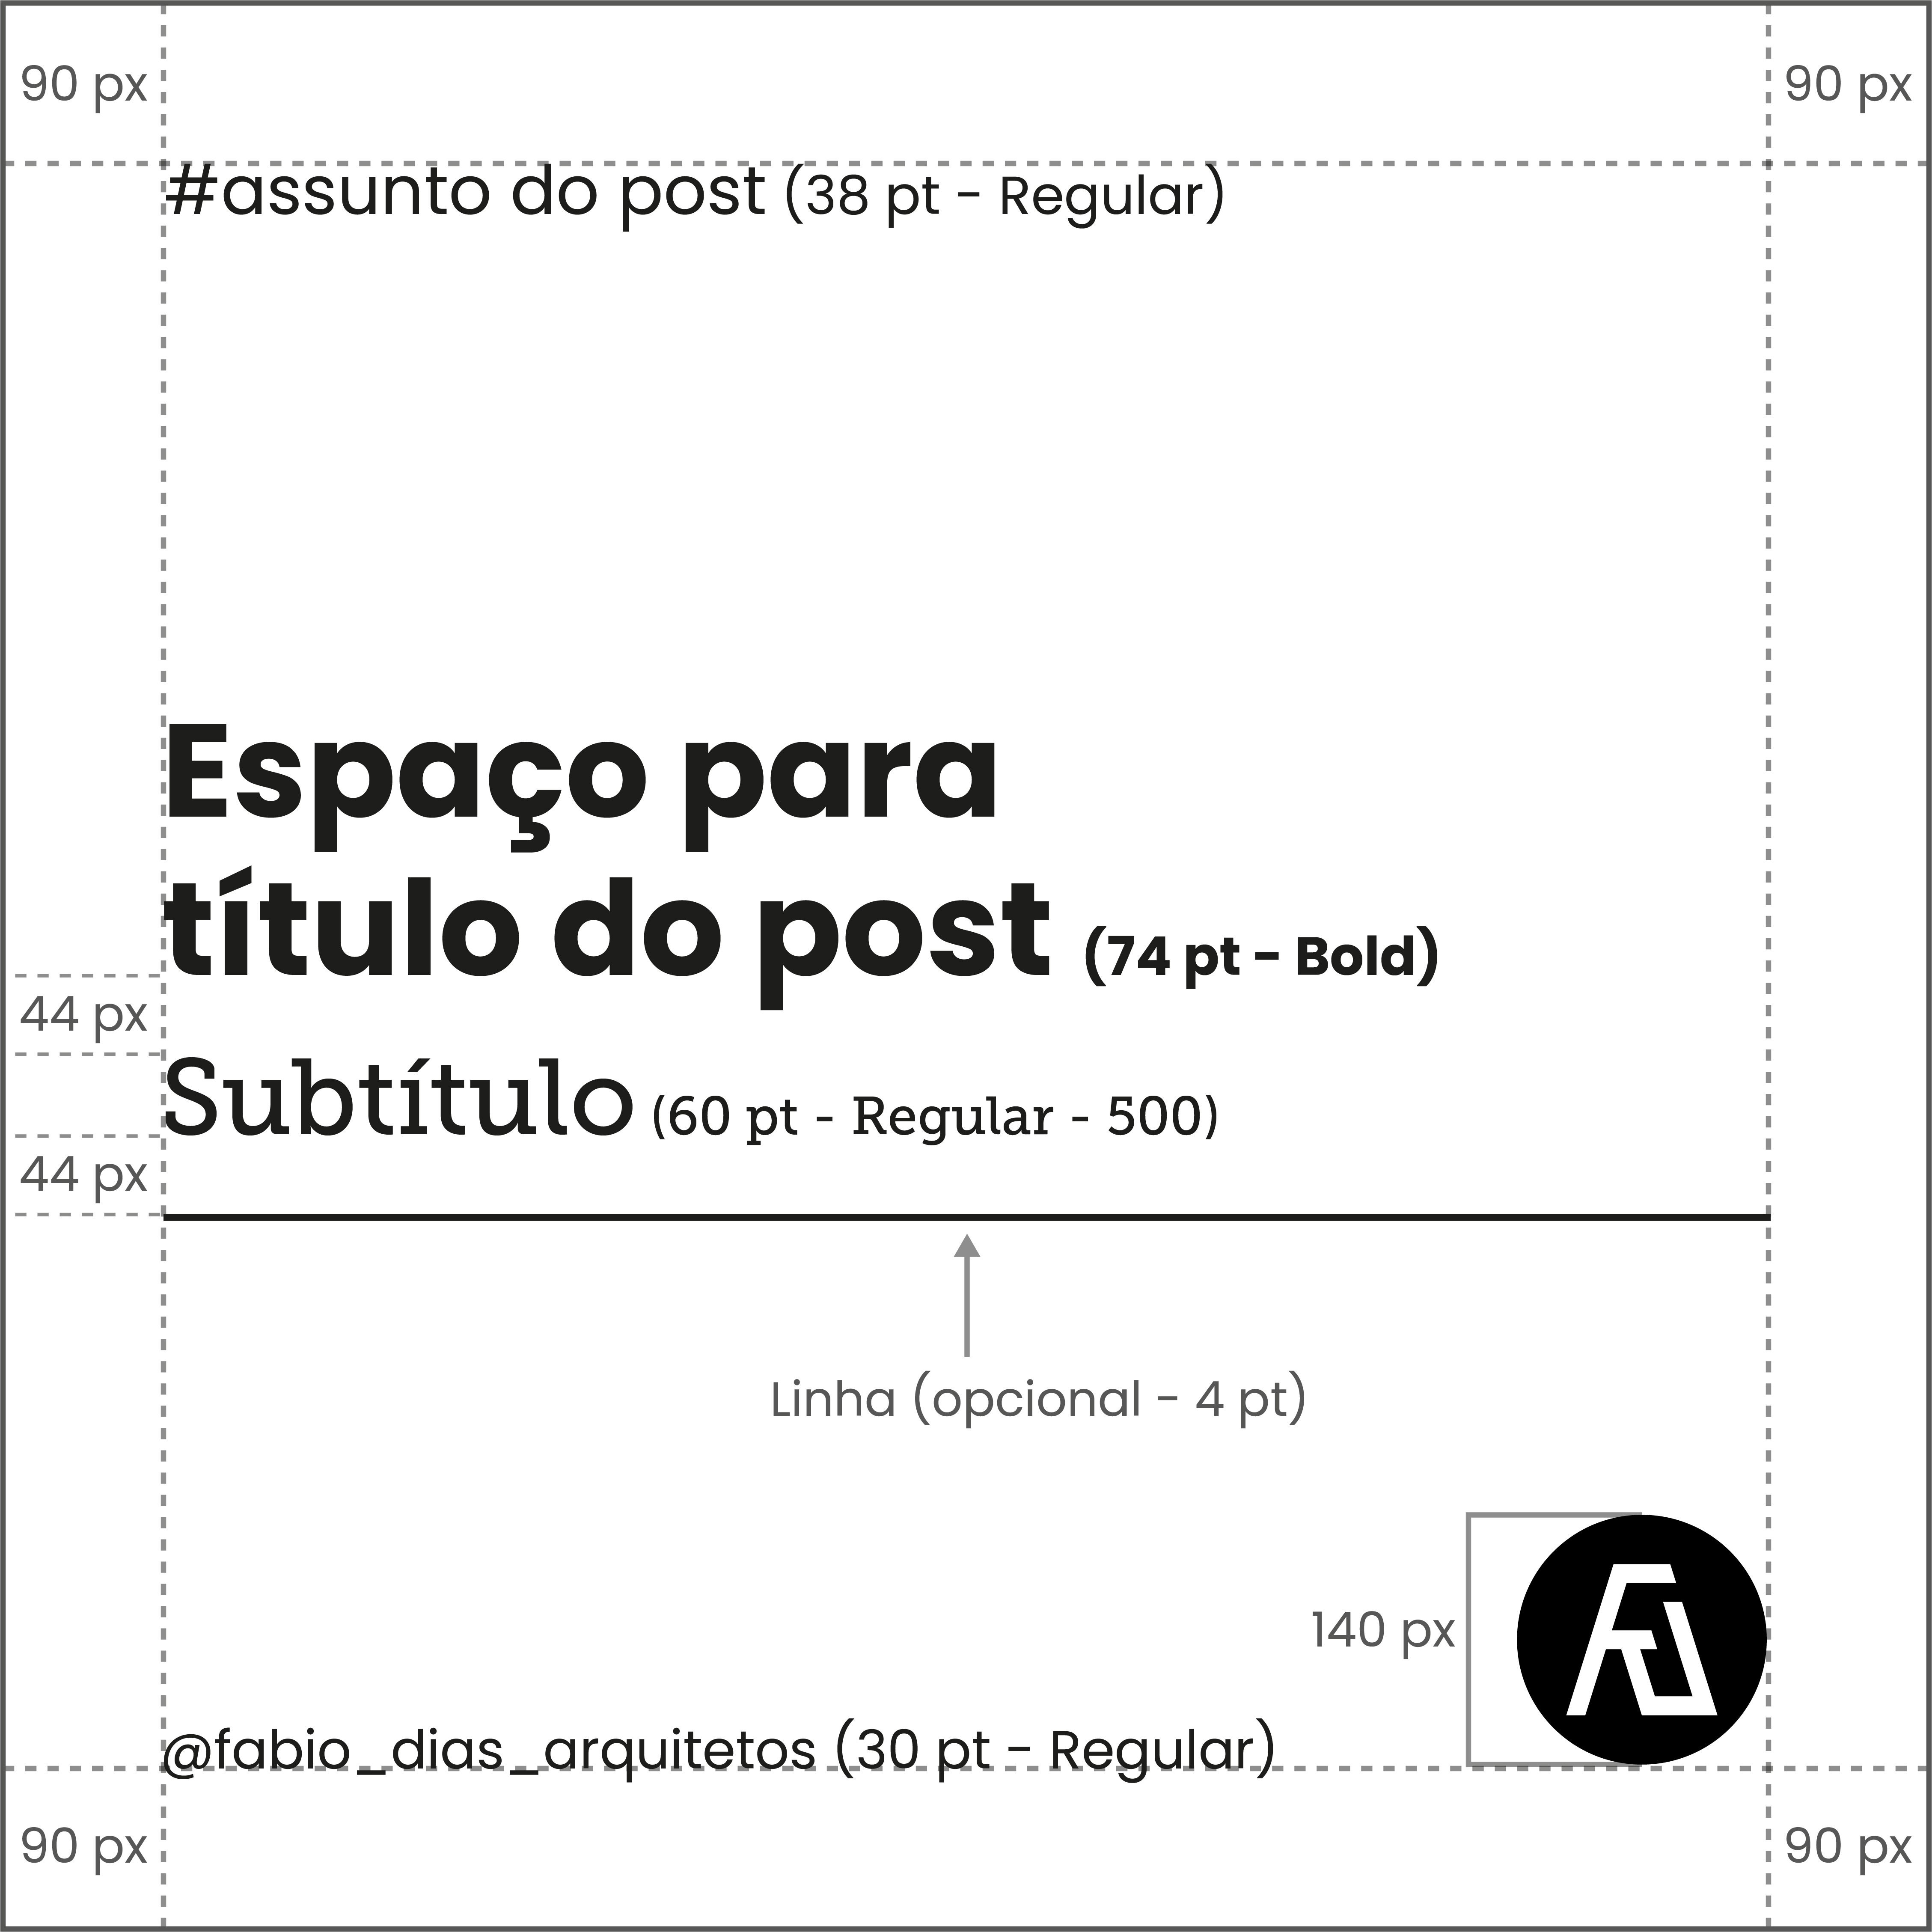 90 px
90 px
#assunto do post (38 pt - Regular)
Espaço para
título do post (74 pt - Bold)
44 px
Subtítulo (60 pt - Regular - 500)
44 px
Linha (opcional - 4 pt)
140 px
@fabio_dias_arquitetos (30 pt - Regular)
90 px
90 px